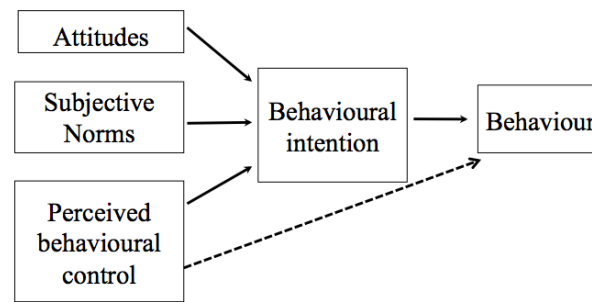 Attitudes
Subjective
Norms
Perceived
behavioural
control
Behavioural
intention
Behaviour